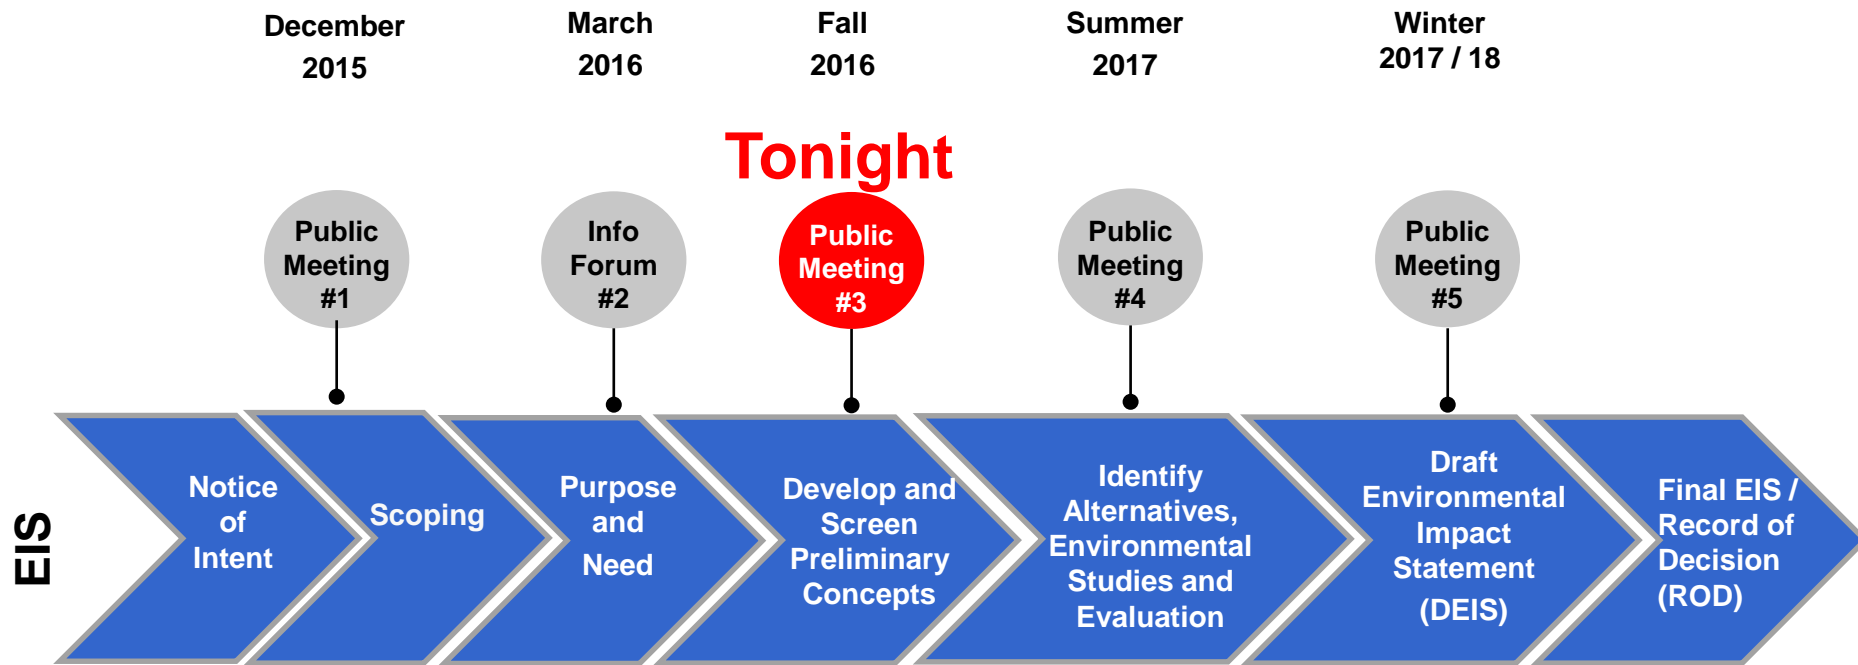 December
2015
March
2016
Fall
2016
Summer
2017
Winter
2017 / 18
Tonight
Public
Meeting
#1
Info
Forum
#2
Public
Meeting
#3
Public
Meeting
#4
Public
Meeting
#5
EIS
Notice
of
Intent
Scoping
Purpose
and
Need
Develop and
Screen
Preliminary
Concepts
Identify
Alternatives,
Environmental
Studies and
Evaluation
Draft
Environmental
Impact
Statement
(DEIS)
Final EIS /
Record of
Decision
(ROD)